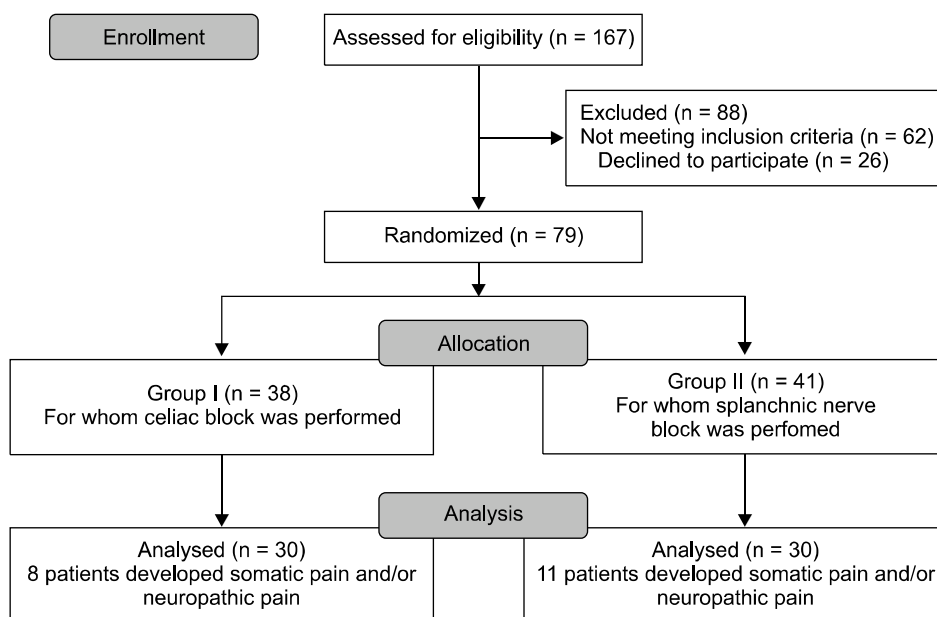 Enrollment
Assessed for eligibility (n = 167)
Excluded (n = 88)
Not meeting inclusion criteria (n = 62)
Declined to participate (n = 26)
Randomized (n = 79)
Allocation
Group I (n = 38)
For whom celiac block was performed
Group II (n = 41)
For whom splanchnic nerve
block was perfomed
Analysis
Analysed (n = 30)
8 patients developed somatic pain and/or
neuropathic pain
Analysed (n = 30)
11 patients developed somatic pain and/or
neuropathic pain